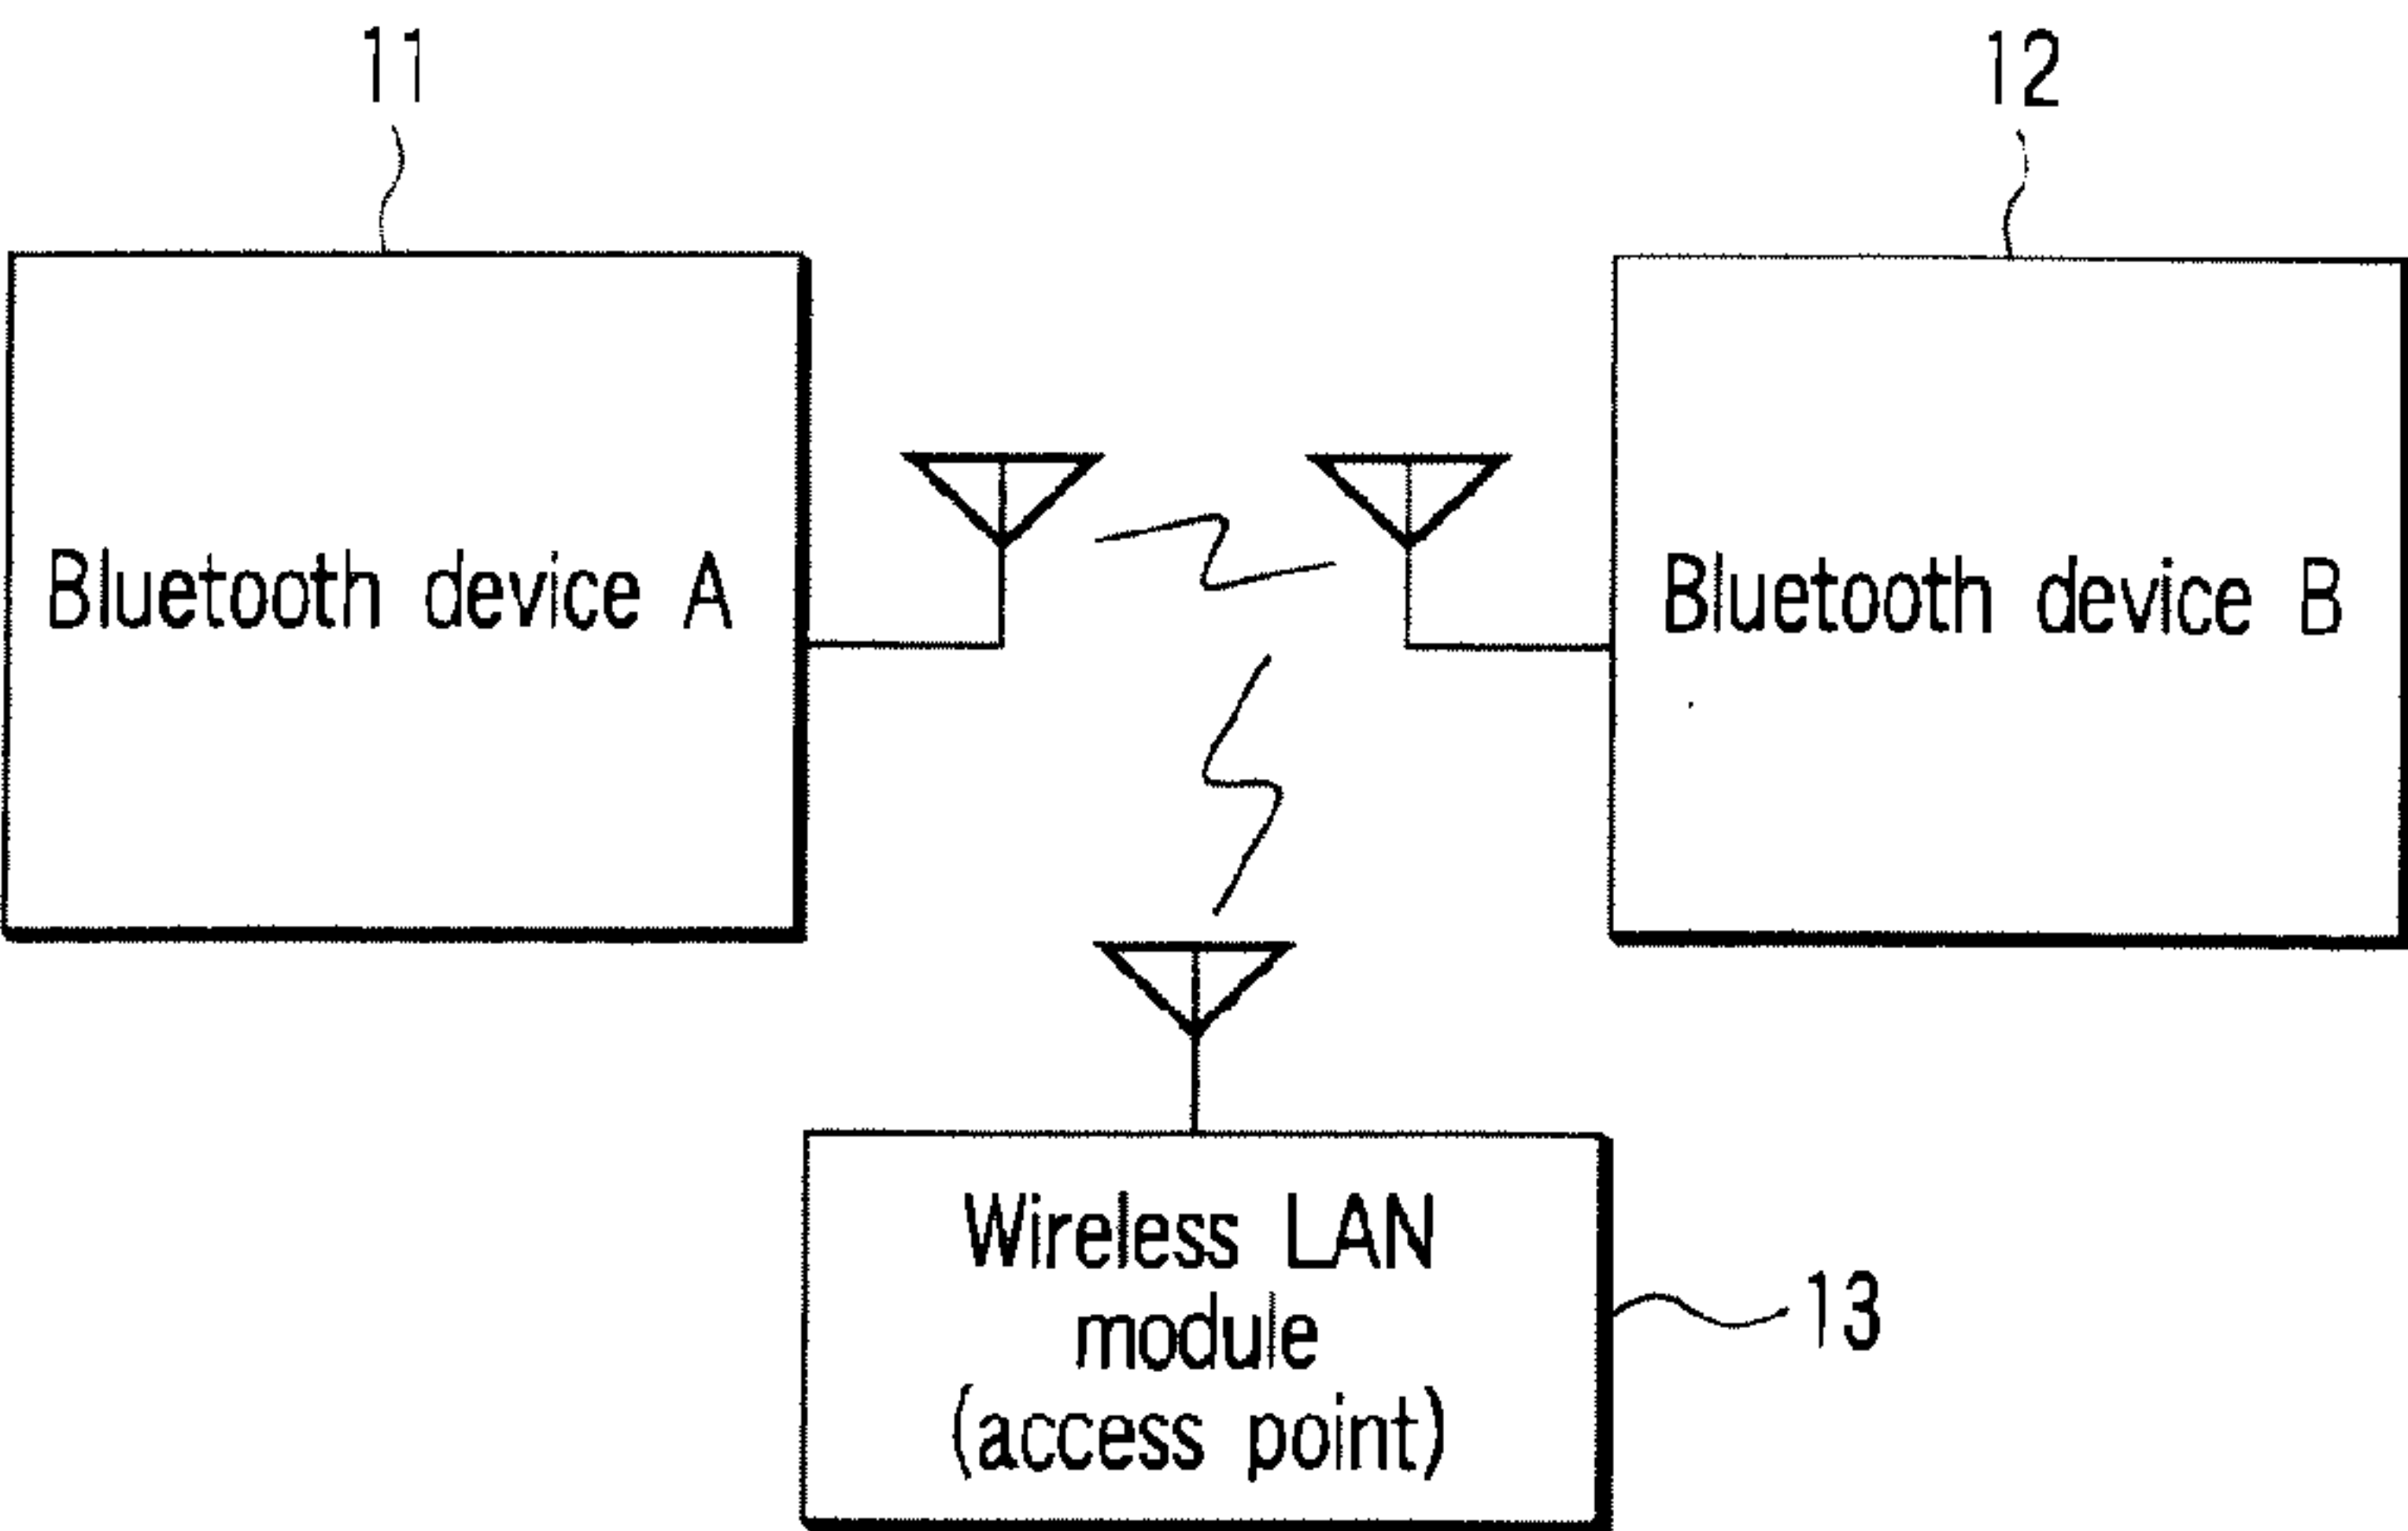 11
12
Bluetooth device A
Bluetooth device B
Wireless LAN
module
(access point)
13